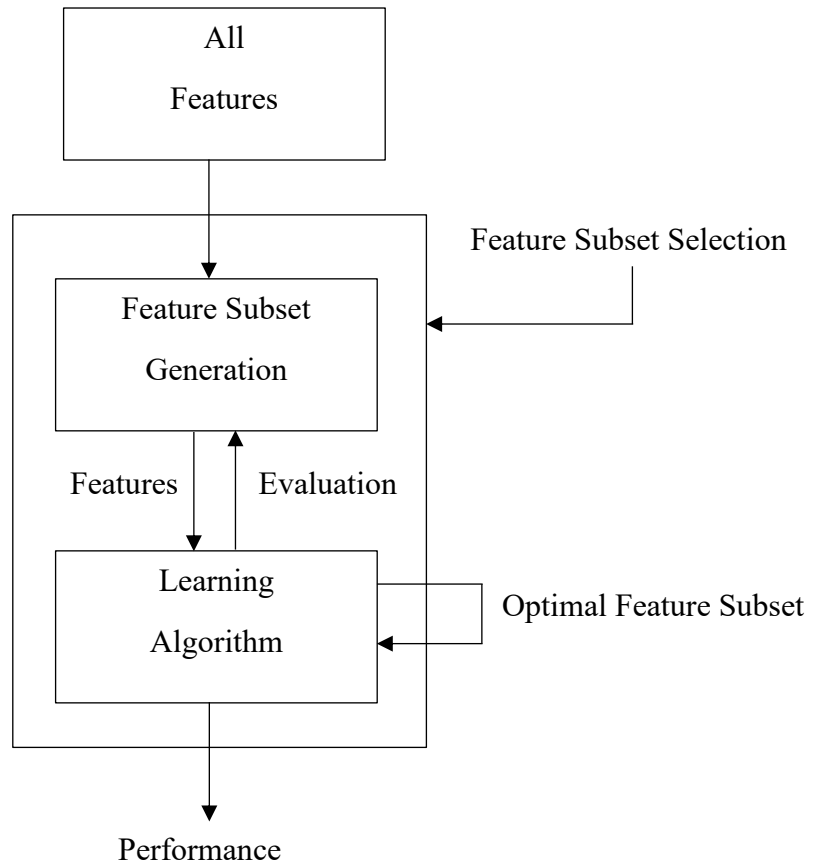 All
Features
Feature Subset Selection
Feature Subset
Generation
Features
Evaluation
Learning
Algorithm
Optimal Feature Subset
Performance